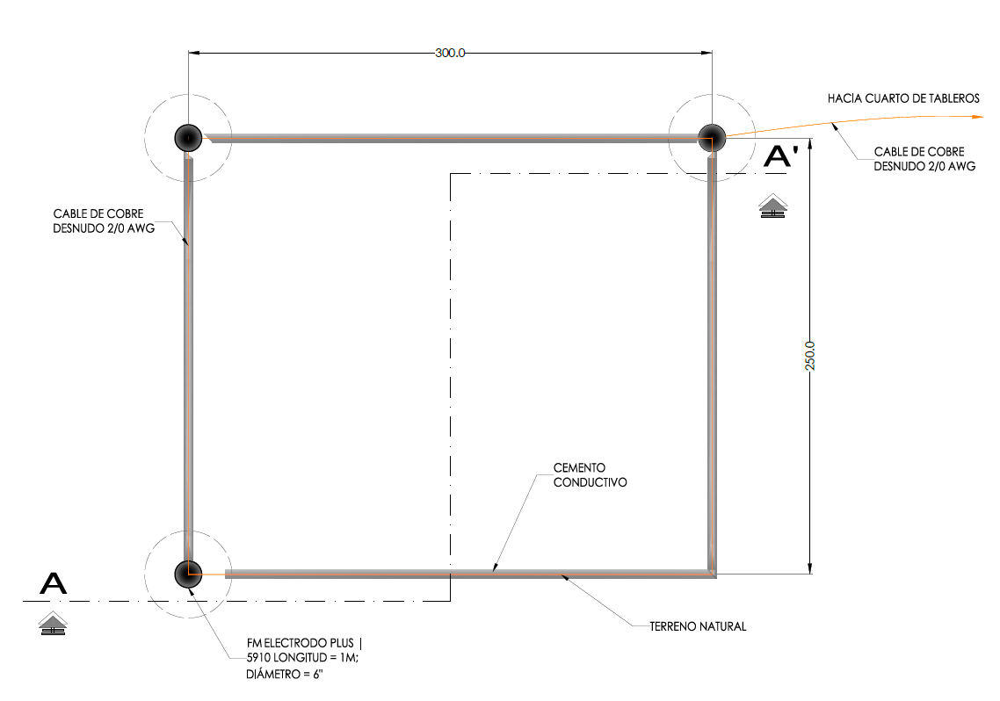 300.0
HACIA CUARTO DE TABLEROS
CABLE DE COBRE
DESNUDO 2/0 AWG
A'
CABLE DE COBRE
DESNUDO 2/0 AWG
250.0
CEMENTO
CONDUCTIVO
A
TERRENO NATURAL
FM ELECTRODO PLUS |
5910 LONGITUD = 1M;
DIÁMETRO = 6"